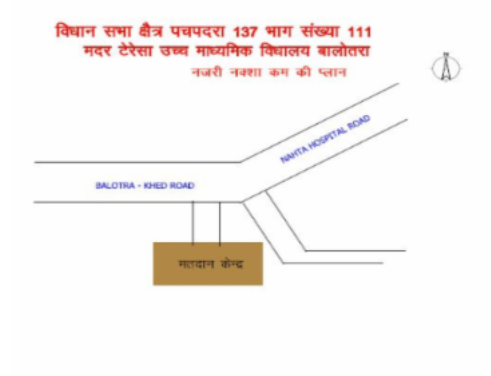 विधान सभा क्षैत्र पचपदरा 137 भाग संख्या 111
मदर टेरेसा उच्च माध्यमिक विधालय बालोतरा
नजरी नक्शा कम की प्लान
N
NAHTA HOSPITAL ROAD
BALOTRA - KHED ROAD
मतदान केन्द्र